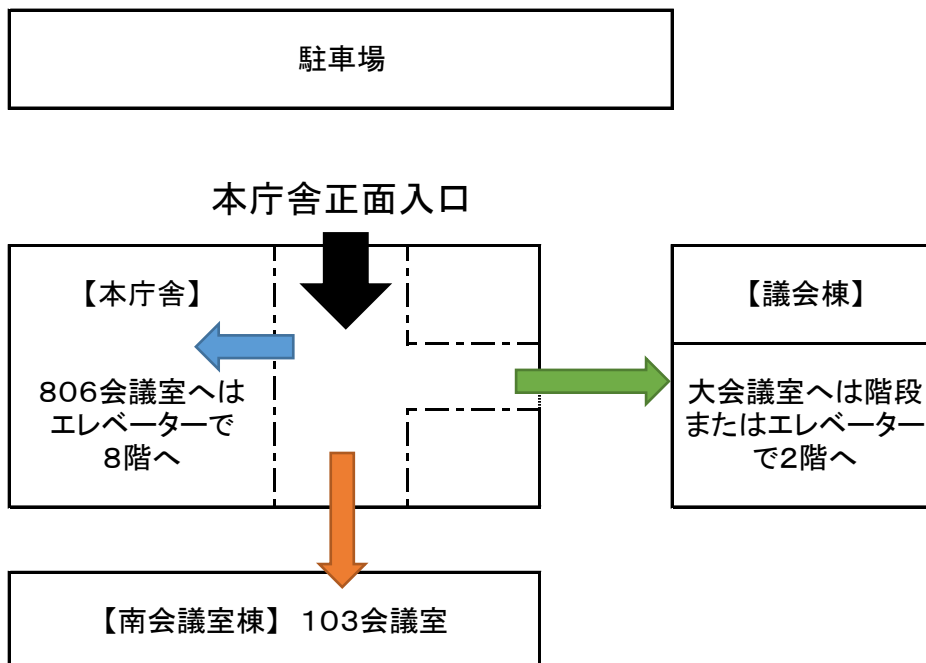 駐車場
本庁舎正面入口
【本庁舎】
806会議室へは
エレベーターで
8階へ
【議会棟】
大会議室へは階段
またはエレベーター
で2階へ
【南会議室棟】 103会議室